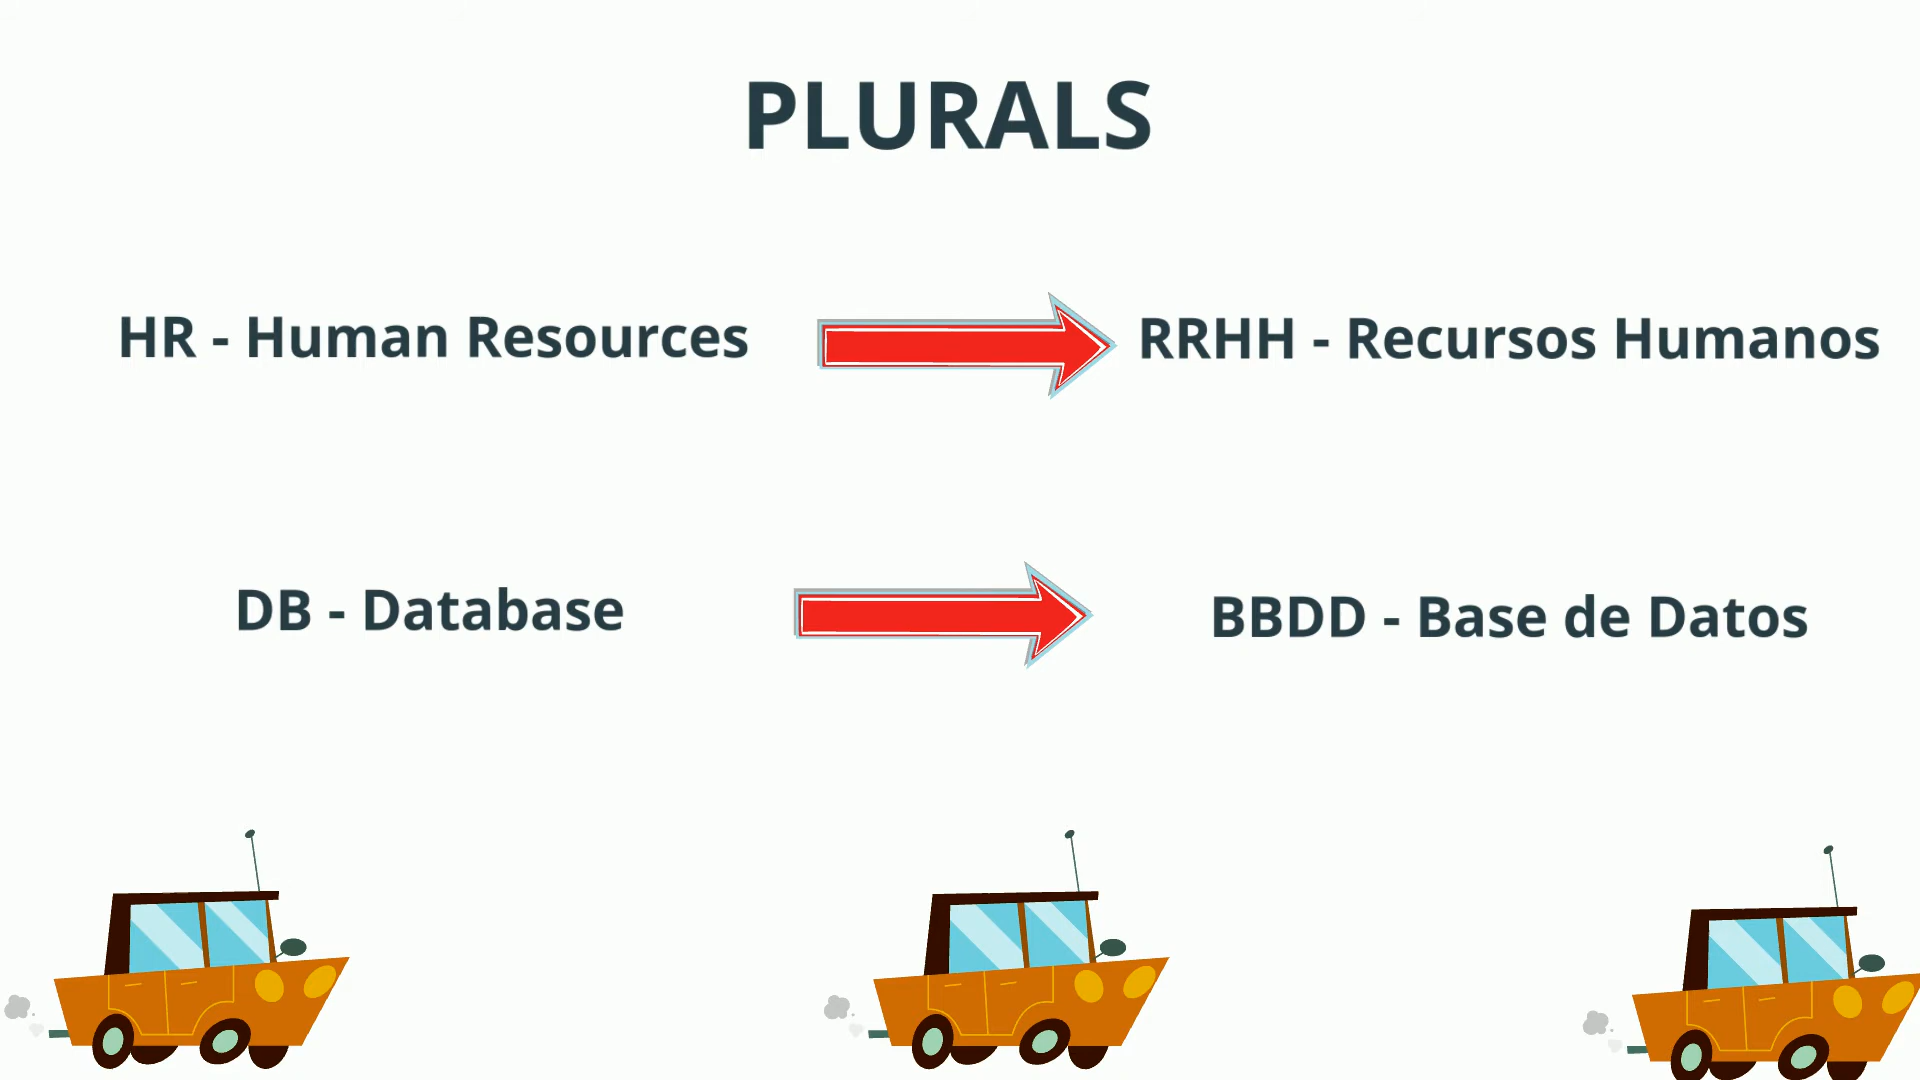 PLURALS
HR - Human Resources
RRHH - Recursos Humanos
DB - Database
BBDD - Base de Datos